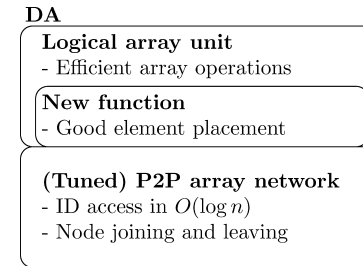 DA
Logical array unit
- Efficient array operations
New function
- Good element placement
(Tuned) P2P array network
- ID access in O(log n)
- Node joining and leaving